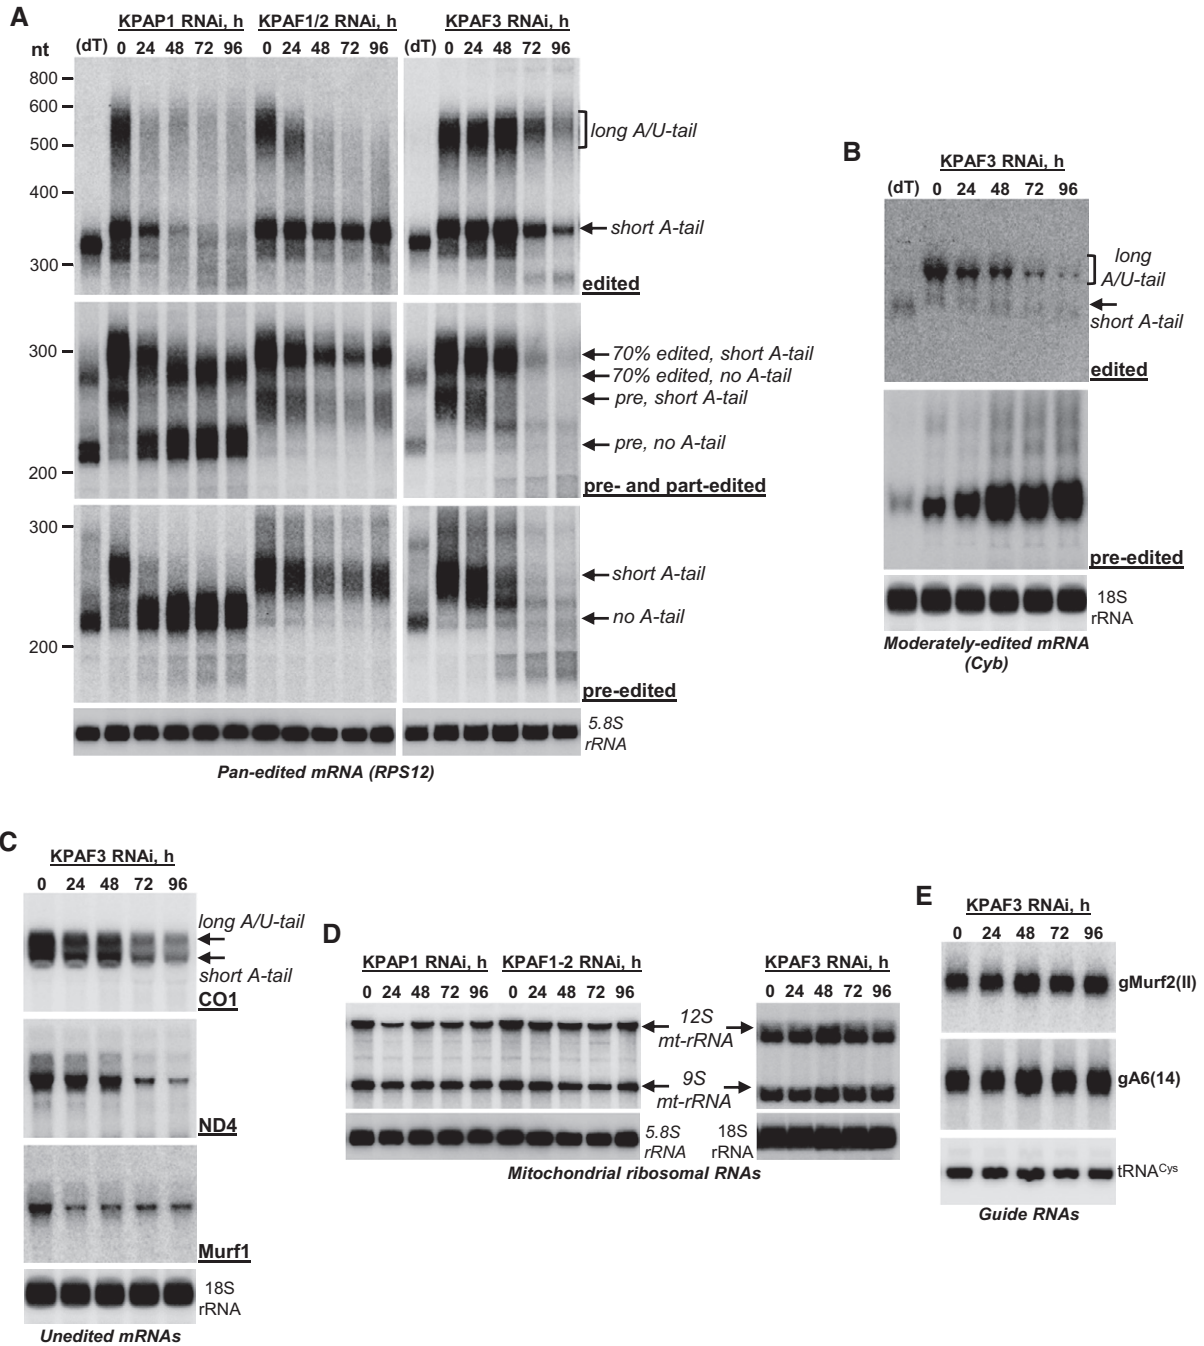 A
KPAP1 RNAi, h
KPAF1/2 RNAi, h
KPAF3 RNAi, h
nt
(dT) 0 24 48 72 96 0 24 48 72 96
(dT) 0 24 48 72 96
800
600
500
400
300
long A/U-tail
short A-tail
edited
300
200
70% edited, short A-tail
70% edited, no A-tail
pre, short A-tail
pre, no A-tail
pre- and part-edited
300
200
short A-tail
no A-tail
pre-edited
5.8S
rRNA
Pan-edited mRNA (RPS12)
B
KPAF3 RNAi, h
(dT) 0 24 48 72 96
long
A/U-tail
short A-tail
edited
pre-edited
18S
rRNA
Moderately-edited mRNA
(Cyb)
C
KPAF3 RNAi, h
0 24 48 72 96
long A/U-tail
short A-tail
CO1
ND4
Murf1
18S
rRNA
Unedited mRNAs
D
KPAP1 RNAi, h
KPAF1-2 RNAi, h
KPAF3 RNAi, h
0 24 48 72 96 0 24 48 72 96
0 24 48 72 96
12S
mt-rRNA
9S
mt-rRNA
5.8S
rRNA
18S
rRNA
Mitochondrial ribosomal RNAs
E
KPAF3 RNAi, h
0 24 48 72 96
gMurf2(II)
gA6(14)
tRNACys
Guide RNAs